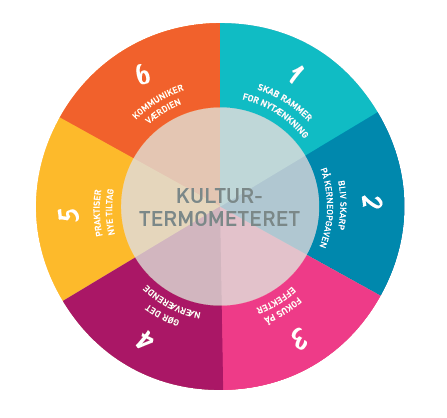 KULTUR-
TERMOMETERET
1
SKAB RAMMER
FOR NYTÆNKNING
2
BLIV SKARP
PÅ KERNEOPGAVEN
3
FOKUS PÅ
EFFEKTER
4
GØR DET
NÆRVÆRENDE
5
PRAKTISER
NYE TILTAG
6
KOMMUNIKER
VÆRDIEN